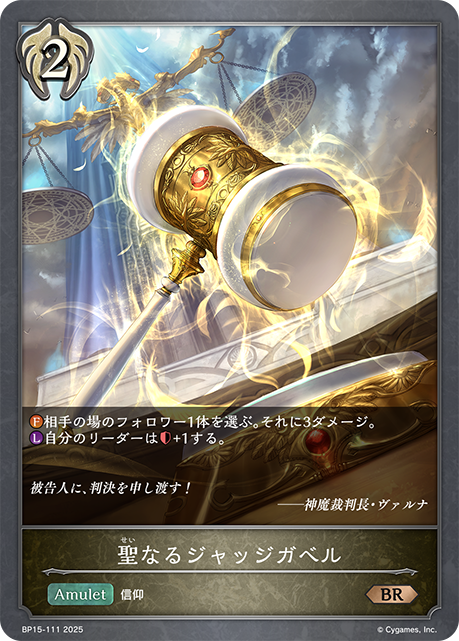 2
Ⓕ相手の場のフォロワー1体を選ぶ。それに3ダメージ。
Ⓛ自分のリーダーは+1する。
被告人に、判決を申し渡す！
──神魔裁判長・ヴァルナ
せい
聖なるジャッジガベル
Amulet 信仰 BR
BP15-111 2025 © Cygames, Inc.